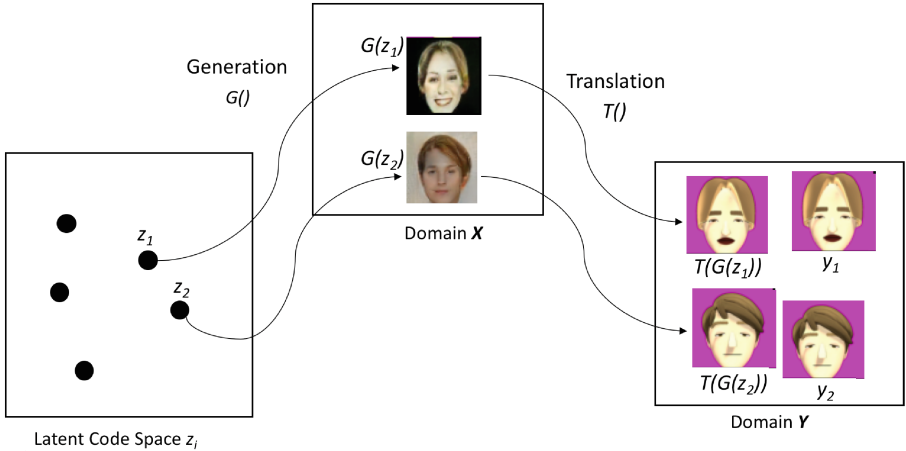 Generation
G()
G(z1)
G(z2)
Domain X
Translation
T()
z1
z2
Latent Code Space zi
T(G(z1))
y1
T(G(z2))
y2
Domain Y